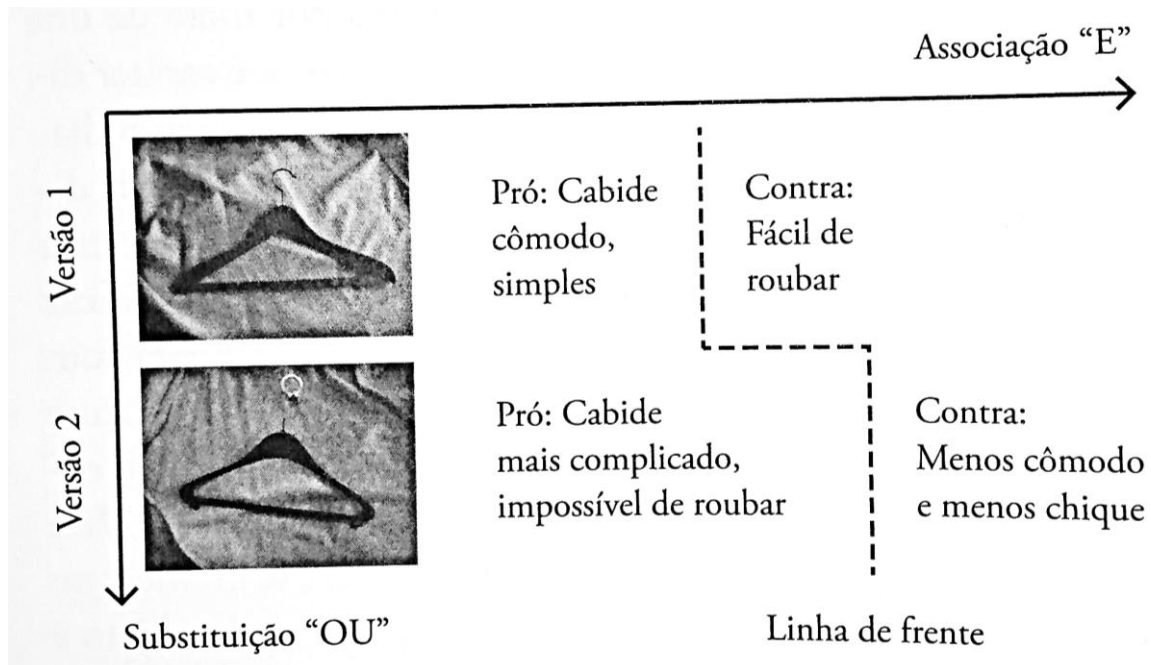 Associação “E”
Versão 1
Pró: Cabide
cômodo,
simples
Contra:
Fácil de
roubar
Versão 2
Pró: Cabide
mais complicado,
impossível de roubar
Contra:
Menos cômodo
e menos chique
Substituição “OU”
Linha de frente